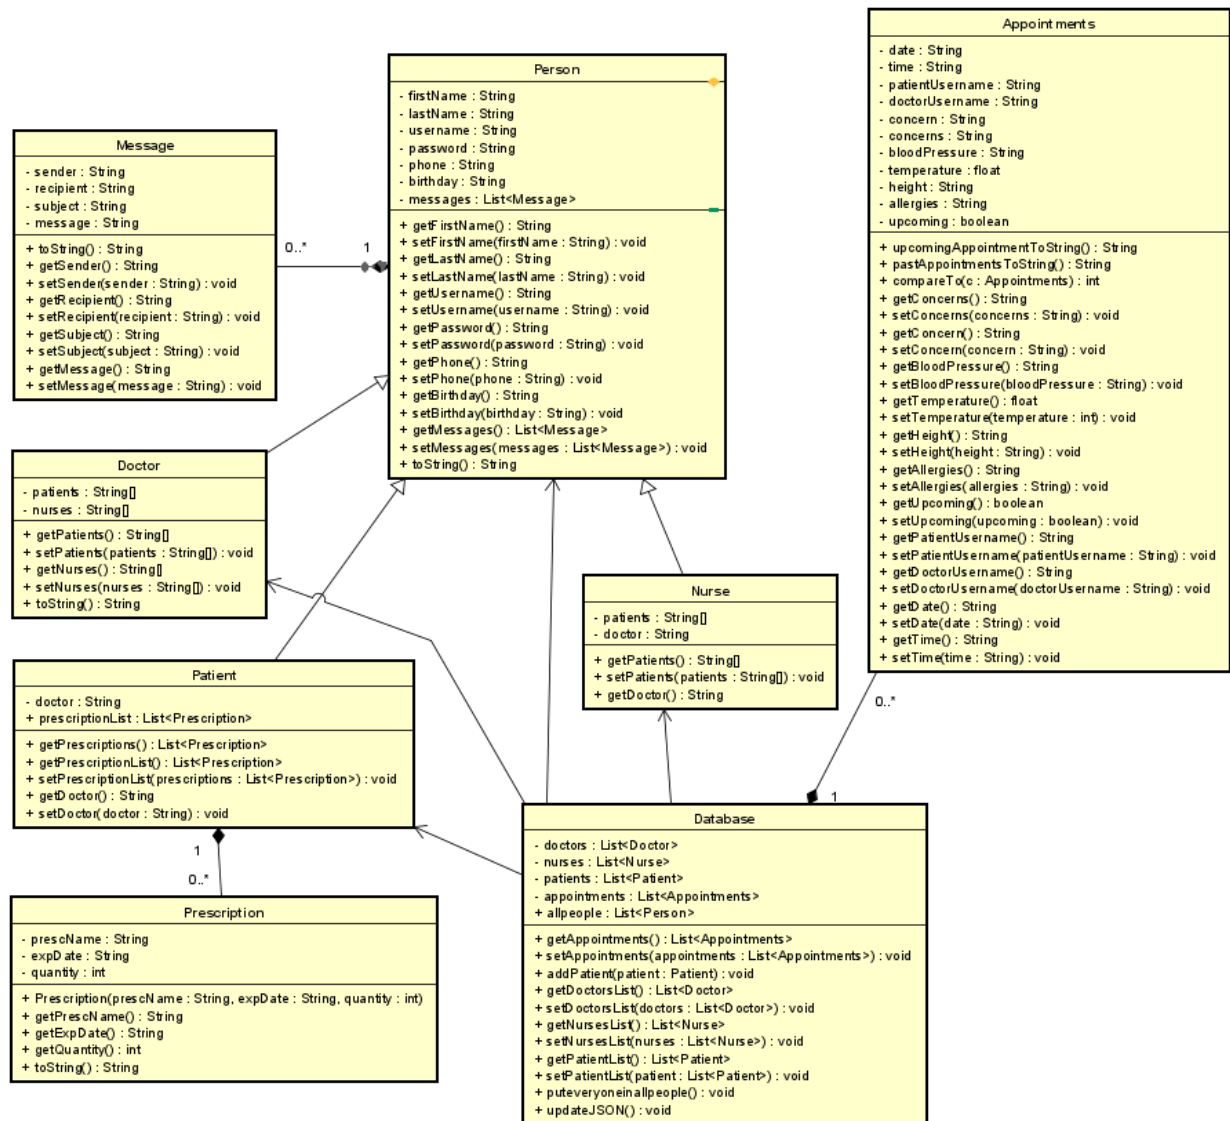 Appointments
- date : String
- time : String
- patientUsername : String
- doctorUsername : String
- concern : String
- concerns : String
- bloodPressure : String
- temperature : float
- height : String
- allergies : String
- upcoming : boolean
+ upcomingAppointmentToString() : String
+ pastAppointmentsToString() : String
+ compareTo(c : Appointments) : int
+ getConcerns() : String
+ setConcerns(concerns : String) : void
+ getConcern() : String
+ setConcern(concern : String) : void
+ getBloodPressure() : String
+ setBloodPressure(bloodPressure : String) : void
+ getTemperature() : float
+ setTemperature(temperature : int) : void
+ getHeight() : String
+ setHeight(height : String) : void
+ getAllergies() : String
+ setAllergies(allergies : String) : void
+ getUpcoming() : boolean
+ setUpcoming(upcoming : boolean) : void
+ getPatientUsername() : String
+ setPatientUsername(patientUsername : String) : void
+ getDoctorUsername() : String
+ setDoctorUsername(doctorUsername : String) : void
+ getDate() : String
+ setDate(date : String) : void
+ getTime() : String
+ setTime(time : String) : void
Person
- firstName : String
- lastName : String
- username : String
- password : String
- phone : String
- birthday : String
- messages : List<Message>
+ getFirstName() : String
+ setFirstName(firstName : String) : void
+ getLastName() : String
+ setLastName(lastName : String) : void
+ getUsername() : String
+ setUsername(username : String) : void
+ getPassword() : String
+ setPassword(password : String) : void
+ getPhone() : String
+ setPhone(phone : String) : void
+ getBirthday() : String
+ setBirthday(birthday : String) : void
+ getMessages() : List<Message>
+ setMessages(messages : List<Message>) : void
+ toString() : String
Message
- sender : String
- recipient : String
- subject : String
- message : String
+ toString() : String
+ getSender() : String
+ setSender(sender : String) : void
+ getRecipient() : String
+ setRecipient(recipient : String) : void
+ getSubject() : String
+ setSubject(subject : String) : void
+ getMessage() : String
+ setMessage(message : String) : void
0..*
1
Doctor
- patients : String[]
- nurses : String[]
+ getPatients() : String[]
+ setPatients(patients : String[]) : void
+ getNurses() : String[]
+ setNurses(nurses : String[]) : void
+ toString() : String
Nurse
- patients : String[]
- doctor : String
+ getPatients() : String[]
+ setPatients(patients : String[]) : void
+ getDoctor() : String
Patient
- doctor : String
+ prescriptionList : List<Prescription>
+ getPrescriptions() : List<Prescription>
+ getPrescriptionList() : List<Prescription>
+ setPrescriptionList(prescriptions : List<Prescription>) : void
+ getDoctor() : String
+ setDoctor(doctor : String) : void
0..*
1
1
0..*
Database
- doctors : List<Doctor>
- nurses : List<Nurse>
- patients : List<Patient>
- appointments : List<Appointments>
+ allpeople : List<Person>
+ getAppointments() : List<Appointments>
+ setAppointments(appointments : List<Appointments>) : void
+ addPatient(patient : Patient) : void
+ getDoctorsList() : List<Doctor>
+ setDoctorsList(doctors : List<Doctor>) : void
+ getNursesList() : List<Nurse>
+ setNursesList(nurses : List<Nurse>) : void
+ getPatientList() : List<Patient>
+ setPatientList(patient : List<Patient>) : void
+ puteveryoneinallpeople() : void
+ updateJSON() : void
Prescription
- prescName : String
- expDate : String
- quantity : int
+ Prescription(prescName : String, expDate : String, quantity : int)
+ getPrescName() : String
+ getExpDate() : String
+ getQuantity() : int
+ toString() : String